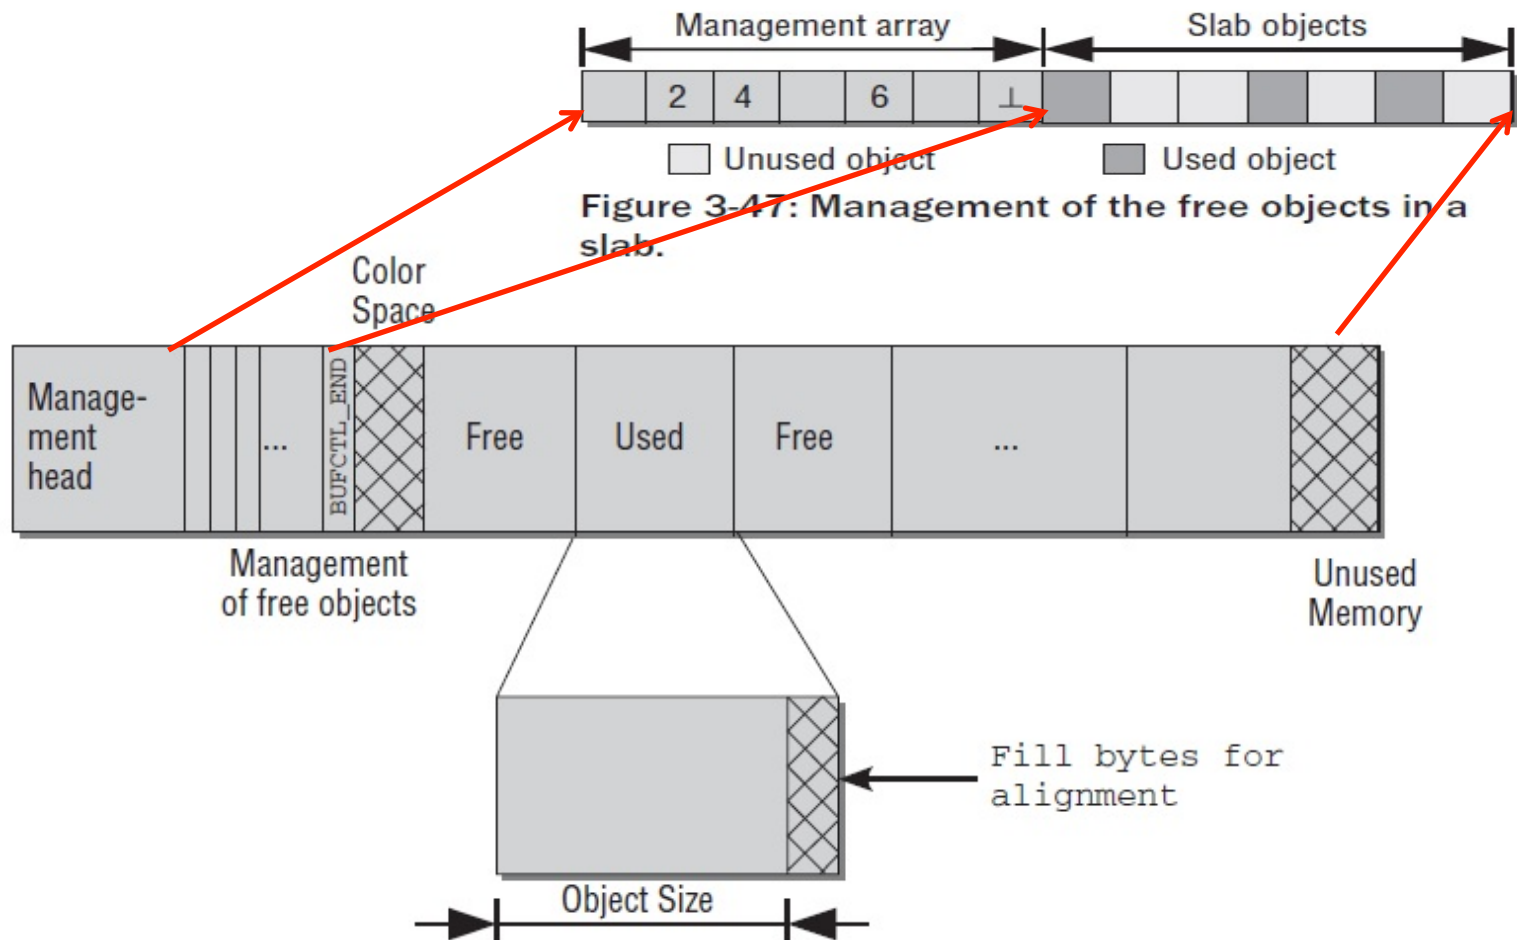 Management array
Slab objects
2 4 6 ⊥
Unused object
Used object
Figure 3-47: Management of the free objects in a
slab.
Color
Space
Manage-
ment
head
...
BUFCTL_END
Free
Used
Free
...
Management
of free objects
Unused
Memory
Fill bytes for
alignment
Object Size